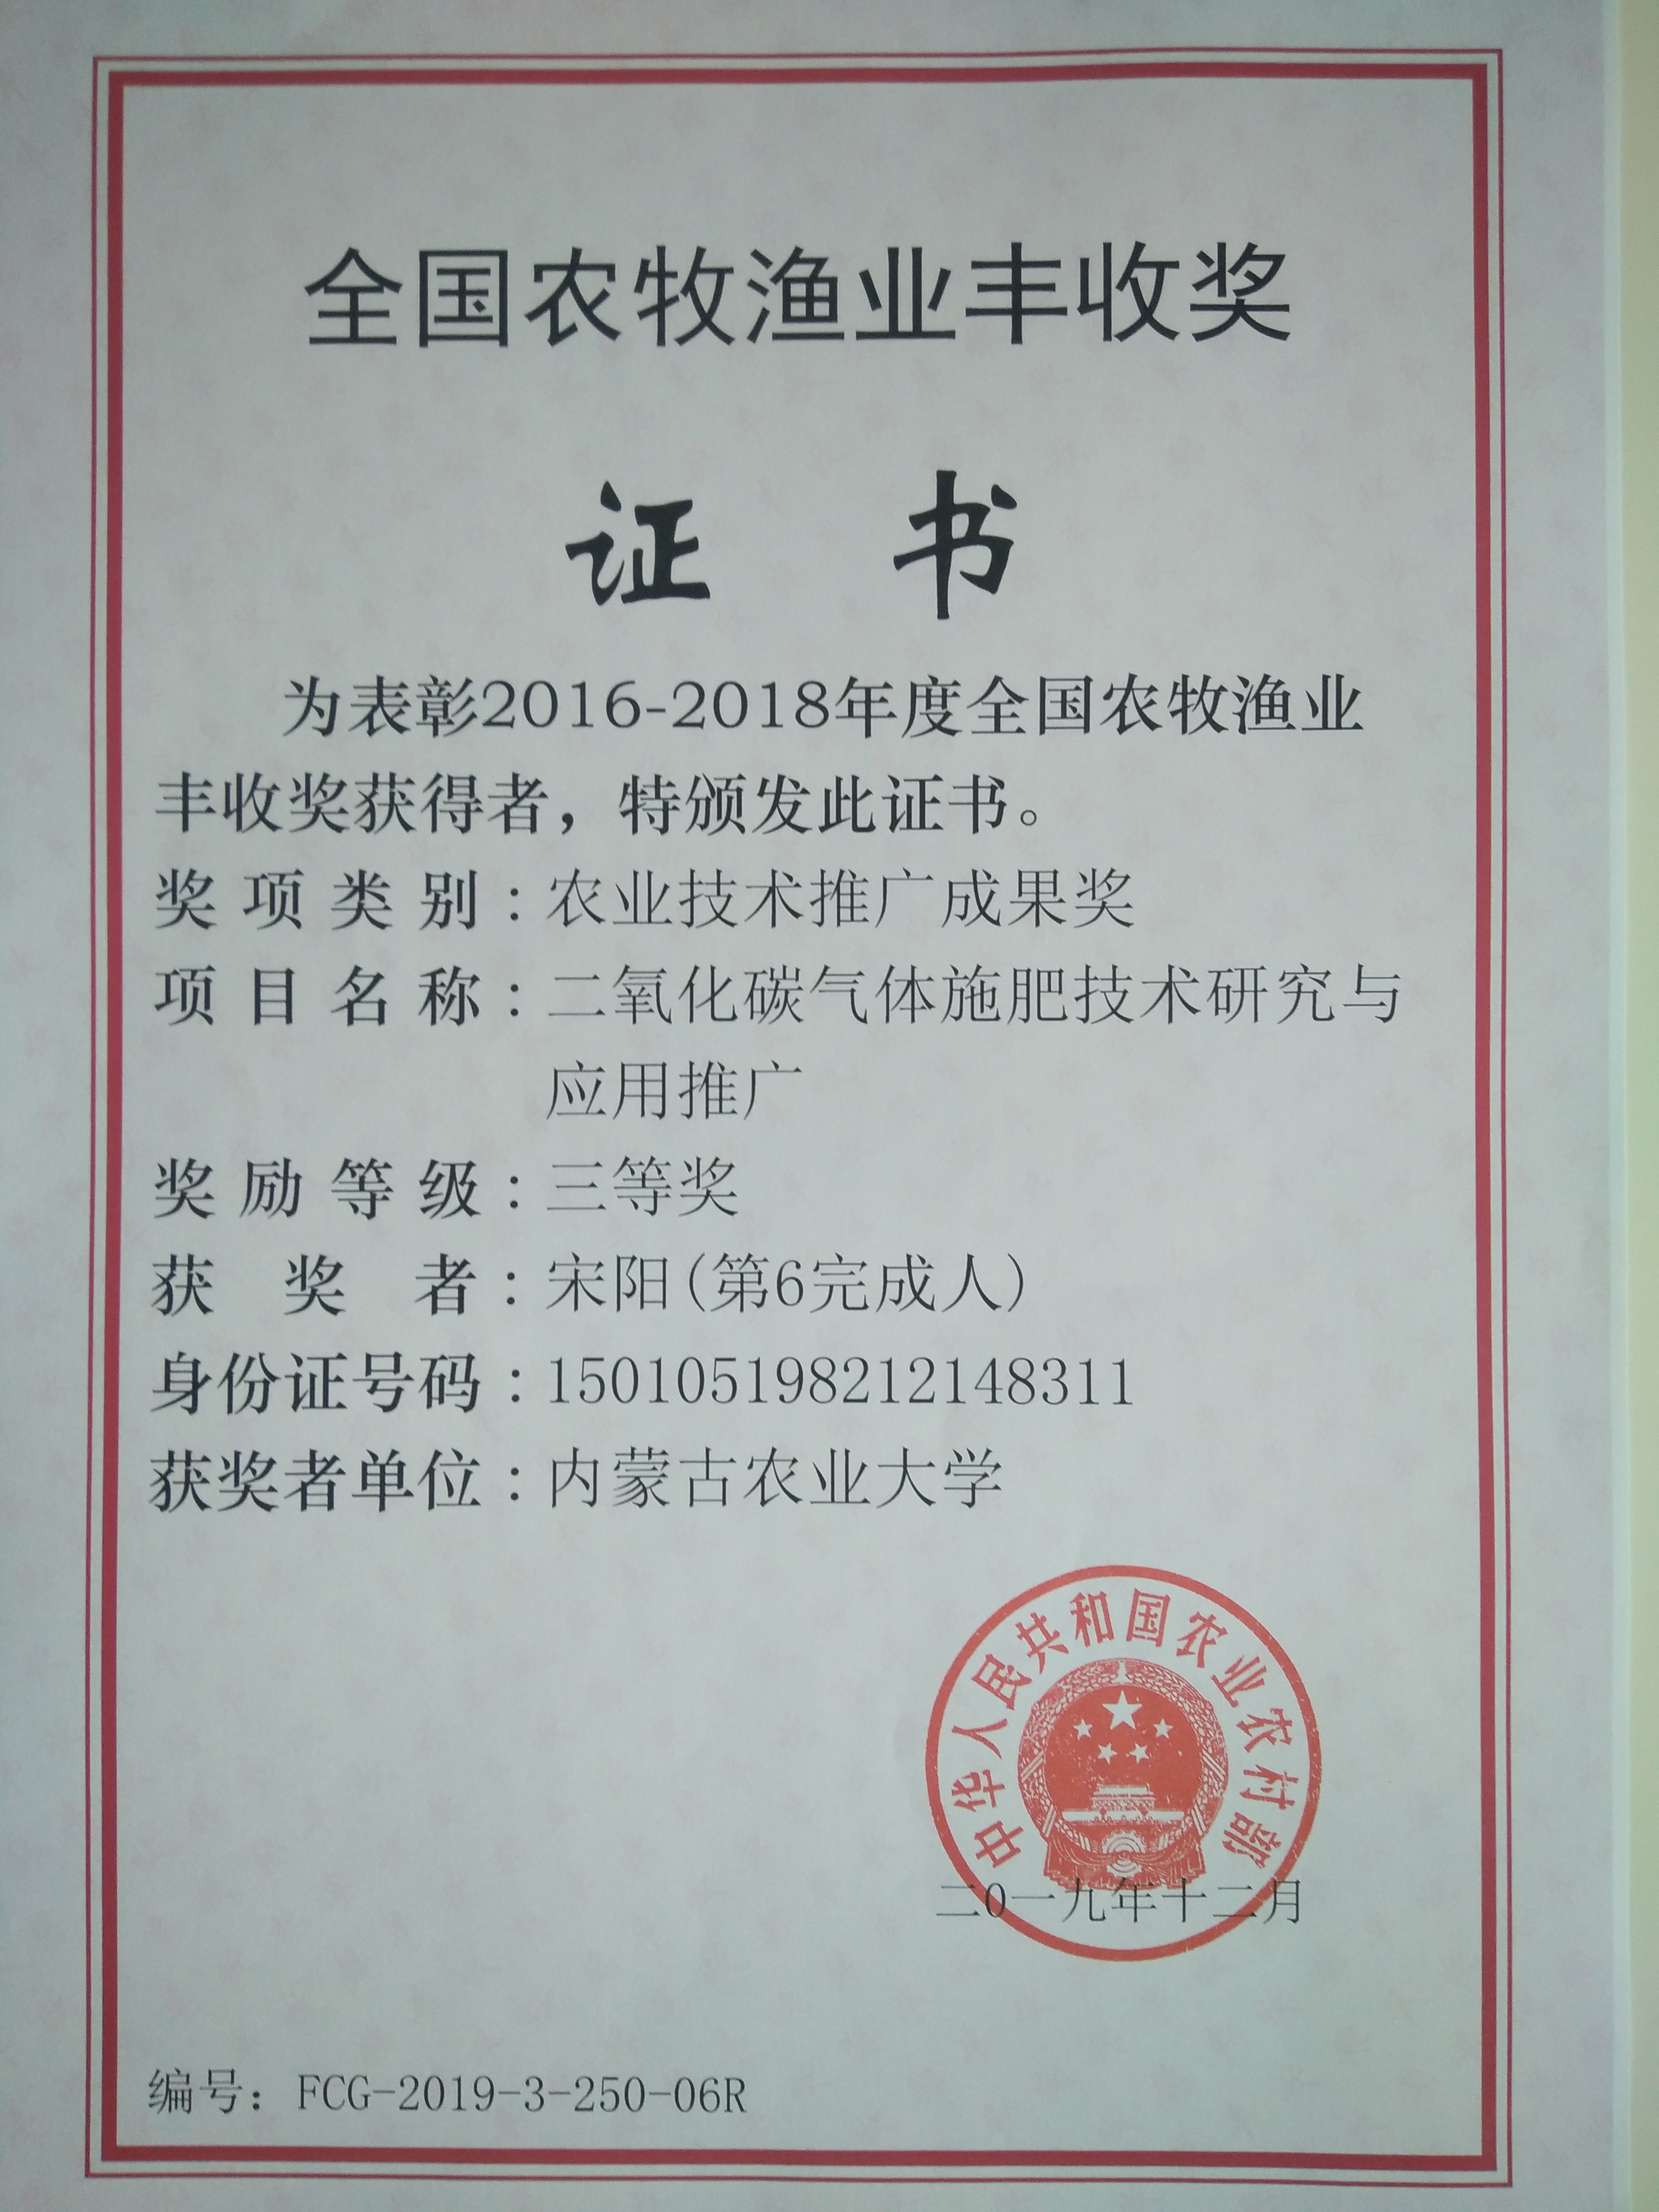 全国农牧渔业丰收奖
证 书
为表彰2016-2018年度全国农牧渔业
丰收奖获得者，特颁发此证书。
奖项类别：农业技术推广成果奖
项目名称：二氧化碳气体施肥技术研究与
应用推广
奖励等级：三等奖
获奖者：宋阳(第6完成人)
身份证号码：150105198212148311
获奖者单位：内蒙古农业大学
中华人民共和国农业农村部
二0一九年十二月
编号：FCG-2019-3-250-06R